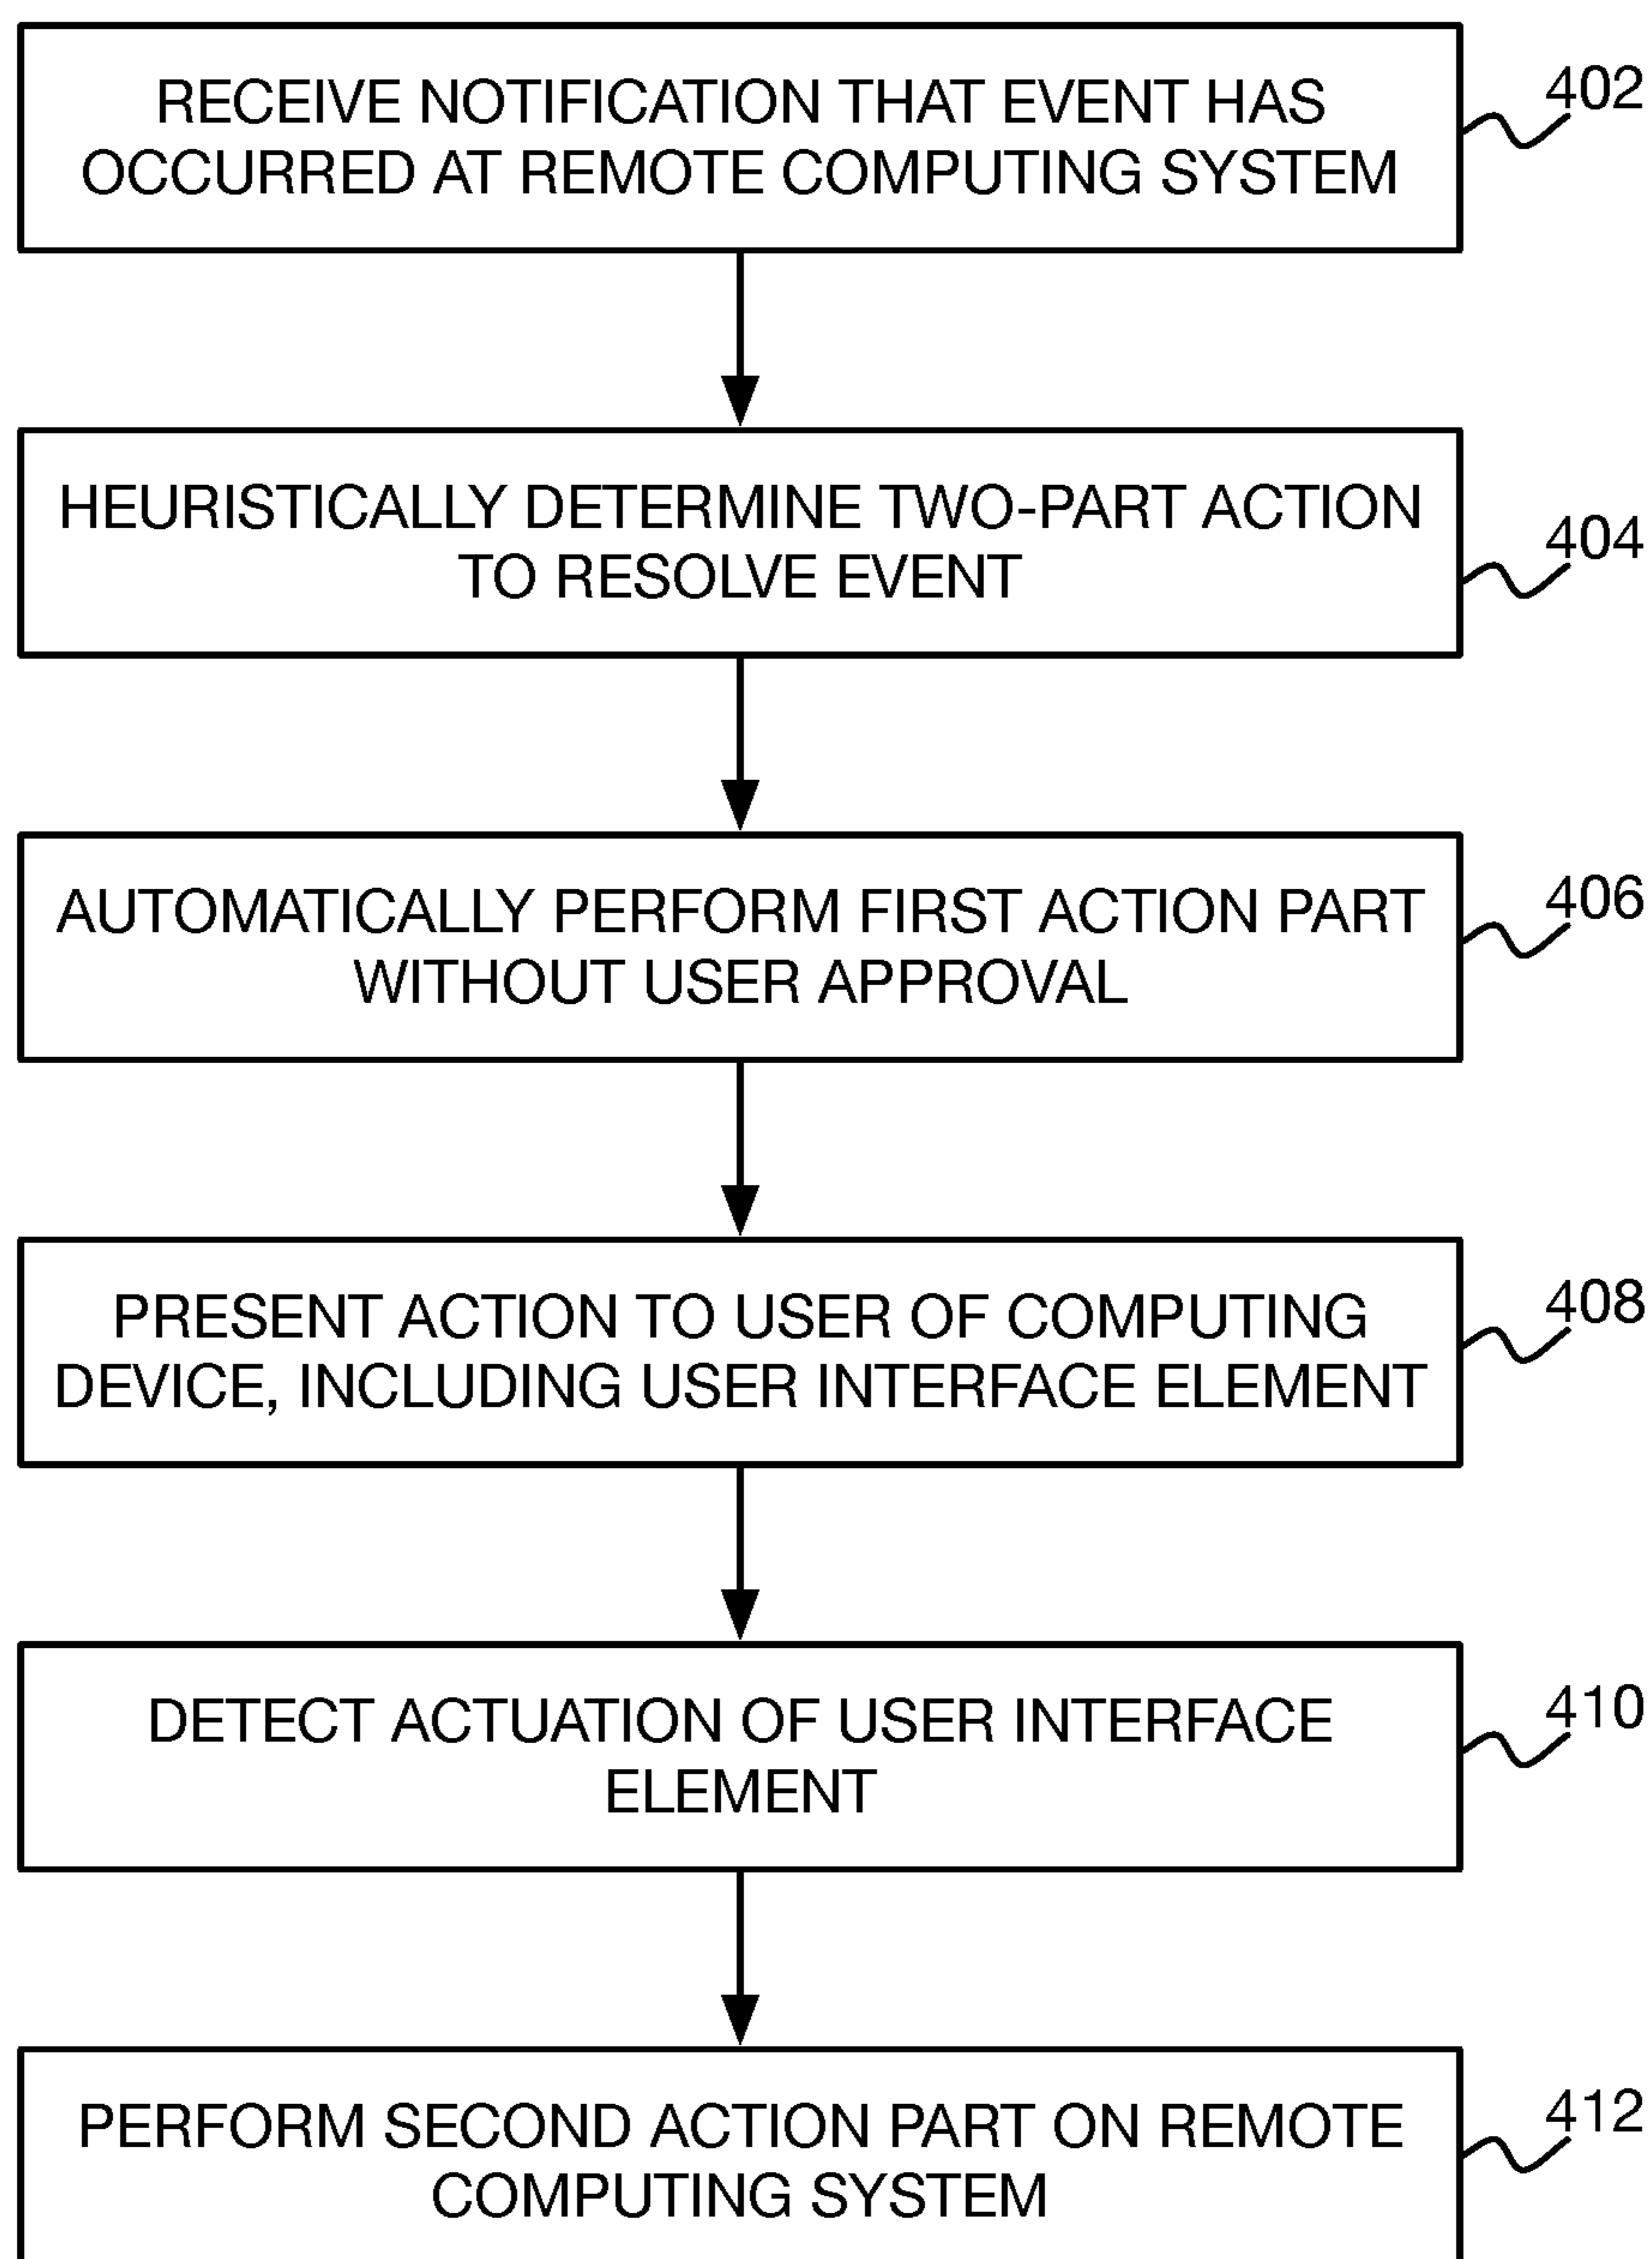 RECEIVE NOTIFICATION THAT EVENT HAS
OCCURRED AT REMOTE COMPUTING SYSTEM
402
HEURISTICALLY DETERMINE TWO-PART ACTION
TO RESOLVE EVENT
404
AUTOMATICALLY PERFORM FIRST ACTION PART
WITHOUT USER APPROVAL
406
PRESENT ACTION TO USER OF COMPUTING
DEVICE, INCLUDING USER INTERFACE ELEMENT
408
DETECT ACTUATION OF USER INTERFACE
ELEMENT
410
PERFORM SECOND ACTION PART ON REMOTE
COMPUTING SYSTEM
412